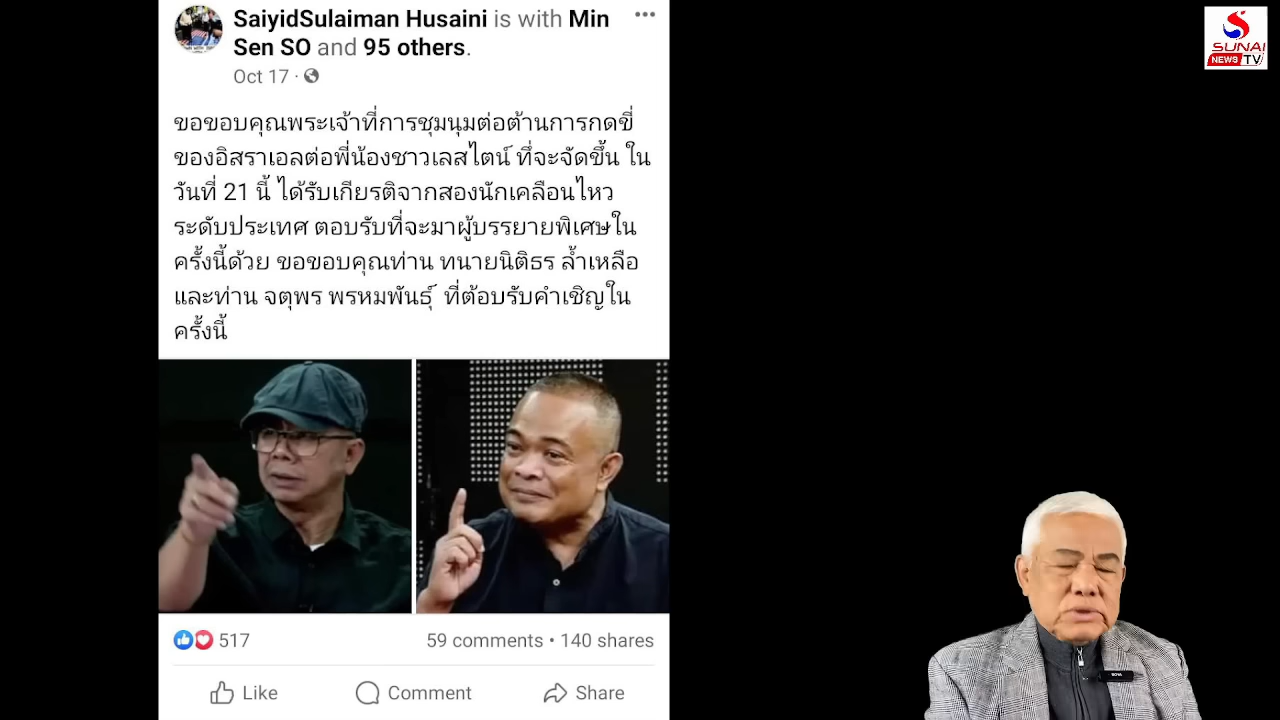 SaiyidSulaiman Husaini is with Min
Sen SO and 95 others.
Oct 17 ·
ขอขอบคุณพระเจ้าที่การชุมนุมต่อต้านการกดขี่
ของอิสราเอลต่อพี่น้องชาวเลสไตน์ ที่จะจัดขึ้น ใน
วันที่ 21 นี้ ได้รับเกียรติจากสองนักเคลือนไหว
ระดับประเทศ ตอบรับที่จะมาผู้บรรยายพิเศษใน
ครั้งนี้ด้วย ขอขอบคุณท่าน ทนายนิติธร ล้ำเหลือ
และท่าน จตุพร พรหมพันธุ์ ที่ต้อบรับคำเชิญใน
ครั้งนี้
517
59 comments • 140 shares
Like
Comment
Share
SUNAI
NEWS TV